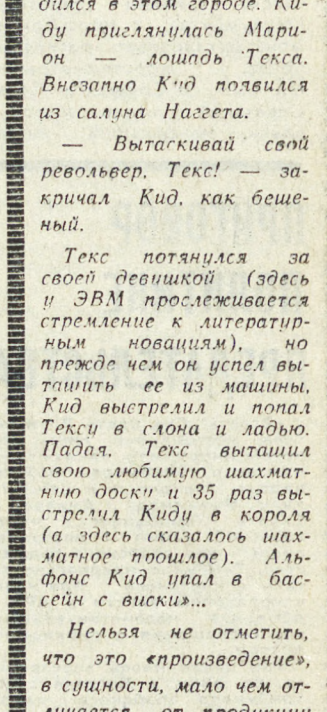 дился в этом городе. Ки-
ду приглянулась Мари-
он — лошадь Текса.
Внезапно Кид появился
из салуна Наггета.
— Вытаскивай свой
револьвер, Текс! — за-
кричал Кид, как беше-
ный.
Текс потянулся за
своей девушкой (здесь
у ЭВМ прослеживается
стремление к литератур-
ным новациям), но
прежде чем он успел вы-
тащить ее из машины,
Кид выстрелил и попал
Тексу в слона и ладью.
Падая, Текс вытащил
свою любимую шахмат-
ную доску и 35 раз вы-
стрелил Киду в короля
(а здесь сказалось шах-
матное прошлое). Аль-
фонс Кид упал в бас-
сейн с виски»...
Нельзя не отметить,
что это «произведение»,
в сущности, мало чем от-
личается от продукции